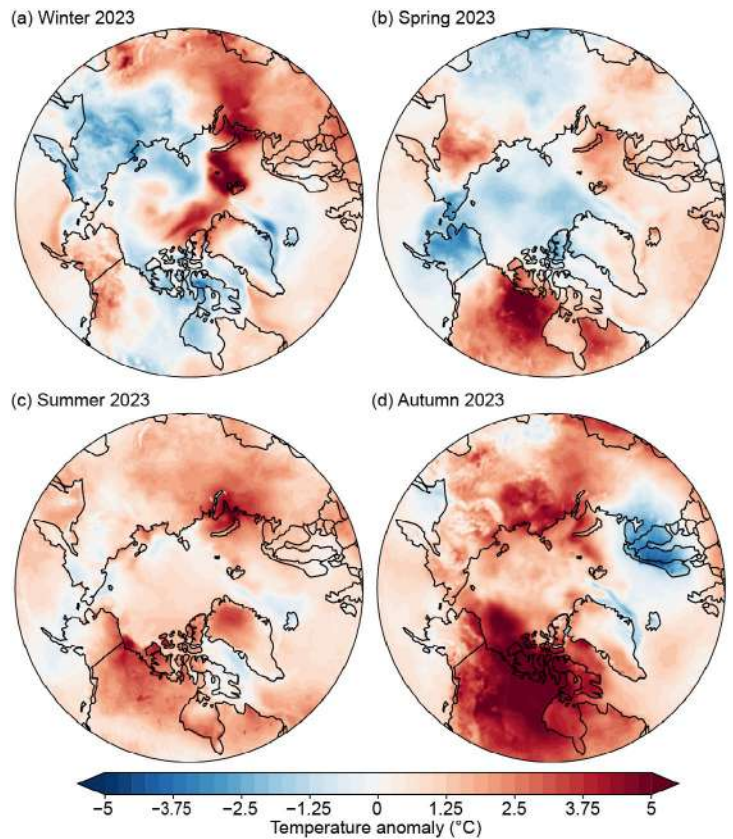 (a) Winter 2023
(b) Spring 2023
(c) Summer 2023
(d) Autumn 2023
−5 −3.75 −2.5 −1.25 0 1.25 2.5 3.75 5
Temperature anomaly (°C)